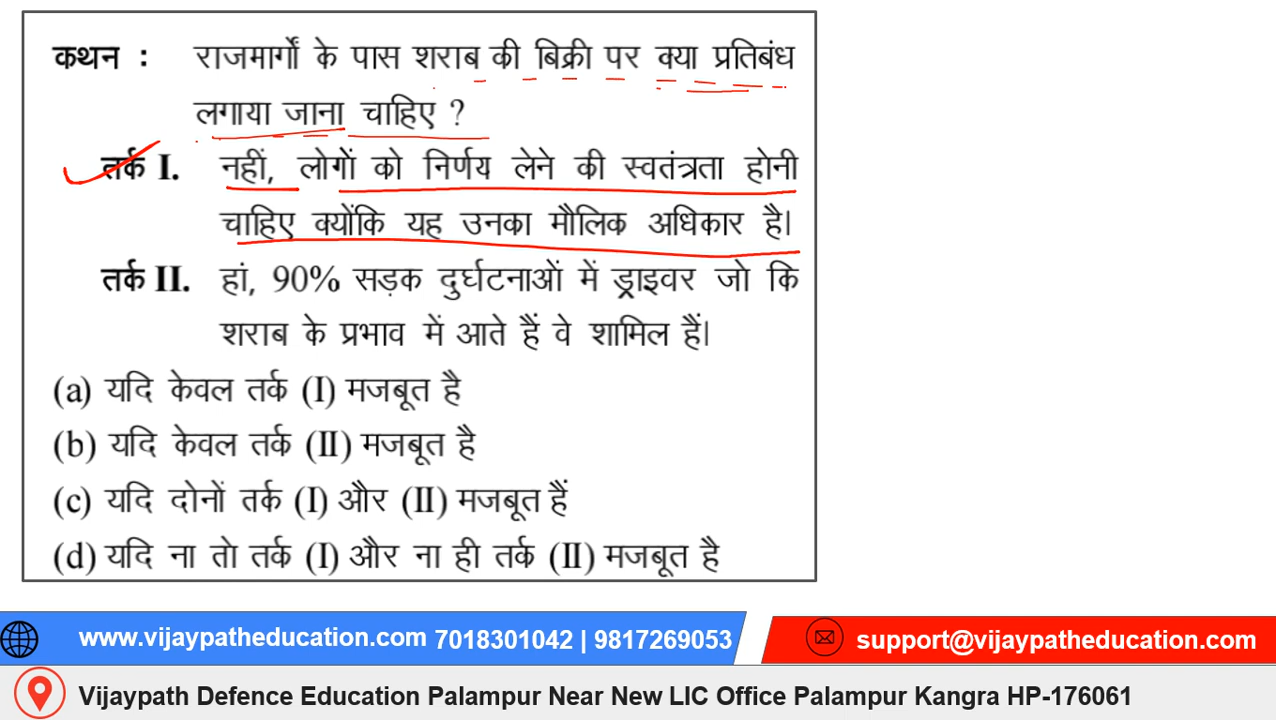 कथन : राजमार्गों के पास शराब की बिक्री पर क्या प्रतिबंध
लगाया जाना चाहिए ?
तर्क I. नहीं, लोगों को निर्णय लेने की स्वतंत्रता होनी
चाहिए क्योंकि यह उनका मौलिक अधिकार है।
तर्क II. हां, 90% सड़क दुर्घटनाओं में ड्राइवर जो कि
शराब के प्रभाव में आते हैं वे शामिल हैं।
(a) यदि केवल तर्क (I) मजबूत है
(b) यदि केवल तर्क (II) मजबूत है
(c) यदि दोनों तर्क (I) और (II) मजबूत हैं
(d) यदि ना तो तर्क (I) और ना ही तर्क (II) मजबूत है
www.vijaypatheducation.com 7018301042 | 9817269053
support@vijaypatheducation.com
Vijaypath Defence Education Palampur Near New LIC Office Palampur Kangra HP-176061